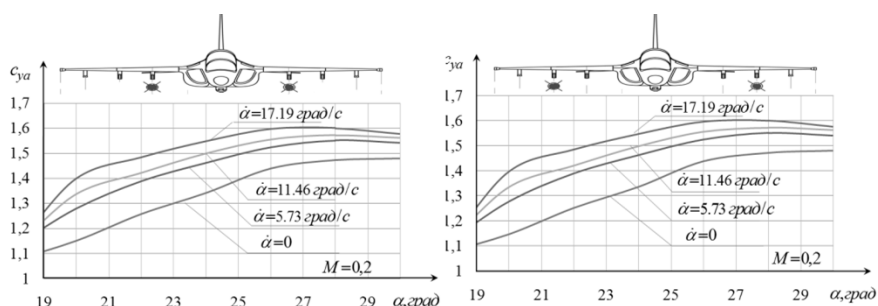 c_ya
1,7
1,6
1,5
1,4
1,3
1,2
1,1
1
α̇=17.19 град/с
α̇=11.46 град/с
α̇=5.73 град/с
α̇=0
M=0,2
19 21 23 25 27 29 α,град
1,7
1,6
1,5
1,4
1,3
1,2
1,1
1
α̇=17.19 град/с
α̇=11.46 град/с
α̇=5.73 град/с
α̇=0
M=0,2
19 21 23 25 27 29 α,град